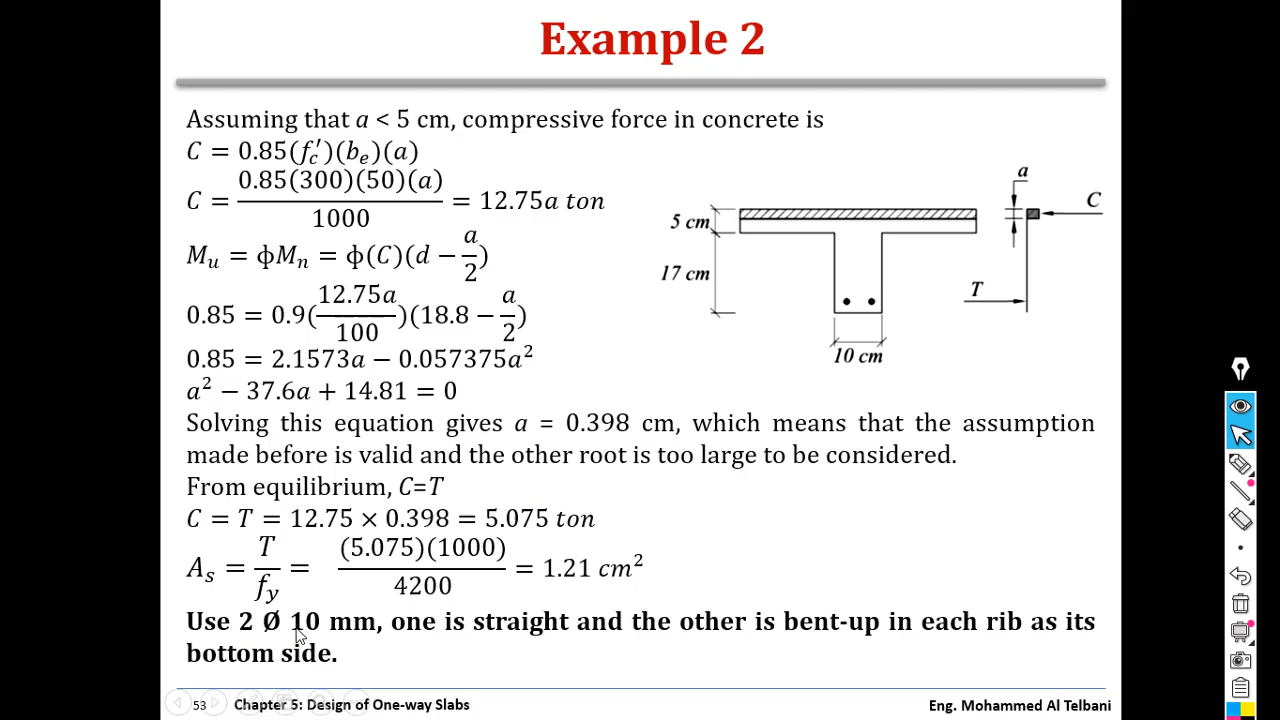 Example 2
Assuming that a < 5 cm, compressive force in concrete is
C = 0.85(f′c)(be)(a)
C = 0.85(300)(50)(a) / 1000 = 12.75a ton
Mu = фMn = ф(C)(d − a/2)
0.85 = 0.9(12.75a/100)(18.8 − a/2)
0.85 = 2.1573a − 0.057375a²
a² − 37.6a + 14.81 = 0
Solving this equation gives a = 0.398 cm, which means that the assumption
made before is valid and the other root is too large to be considered.
From equilibrium, C=T
C = T = 12.75 × 0.398 = 5.075 ton
As = T/fy = (5.075)(1000) / 4200 = 1.21 cm²
Use 2 Ø 10 mm, one is straight and the other is bent-up in each rib as its
bottom side.
a
C
5 cm
17 cm
T
10 cm
53
Chapter 5: Design of One-way Slabs
Eng. Mohammed Al Telbani